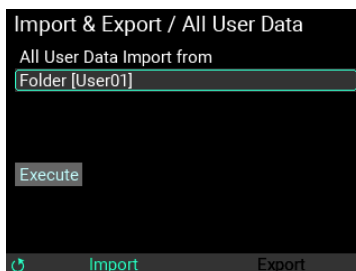 Import & Export / All User Data
All User Data Import from
Folder [User01]
Execute
Import Export